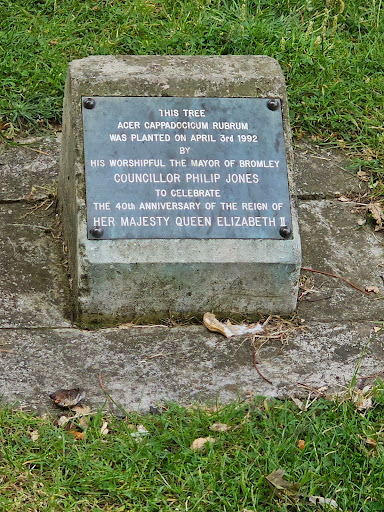 THIS TREE
ACER CAPPADOCICUM RUBRUM
WAS PLANTED ON APRIL 3rd 1992
BY
HIS WORSHIPFUL THE MAYOR OF BROMLEY
COUNCILLOR PHILIP JONES
TO CELEBRATE
THE 40th ANNIVERSARY OF THE REIGN OF
HER MAJESTY QUEEN ELIZABETH II